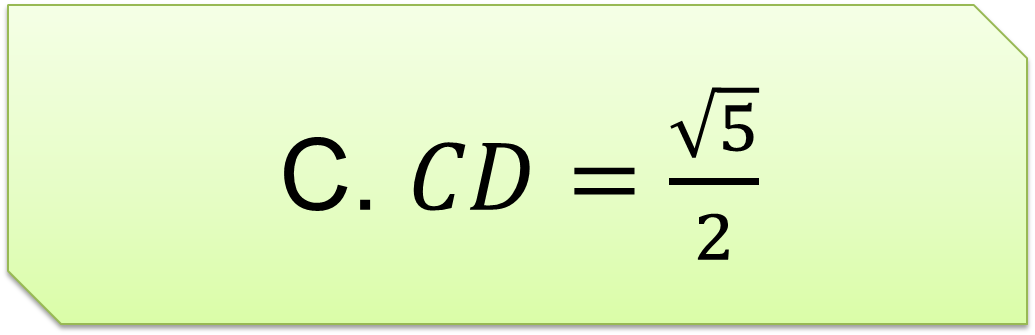 C. CD = √5/2